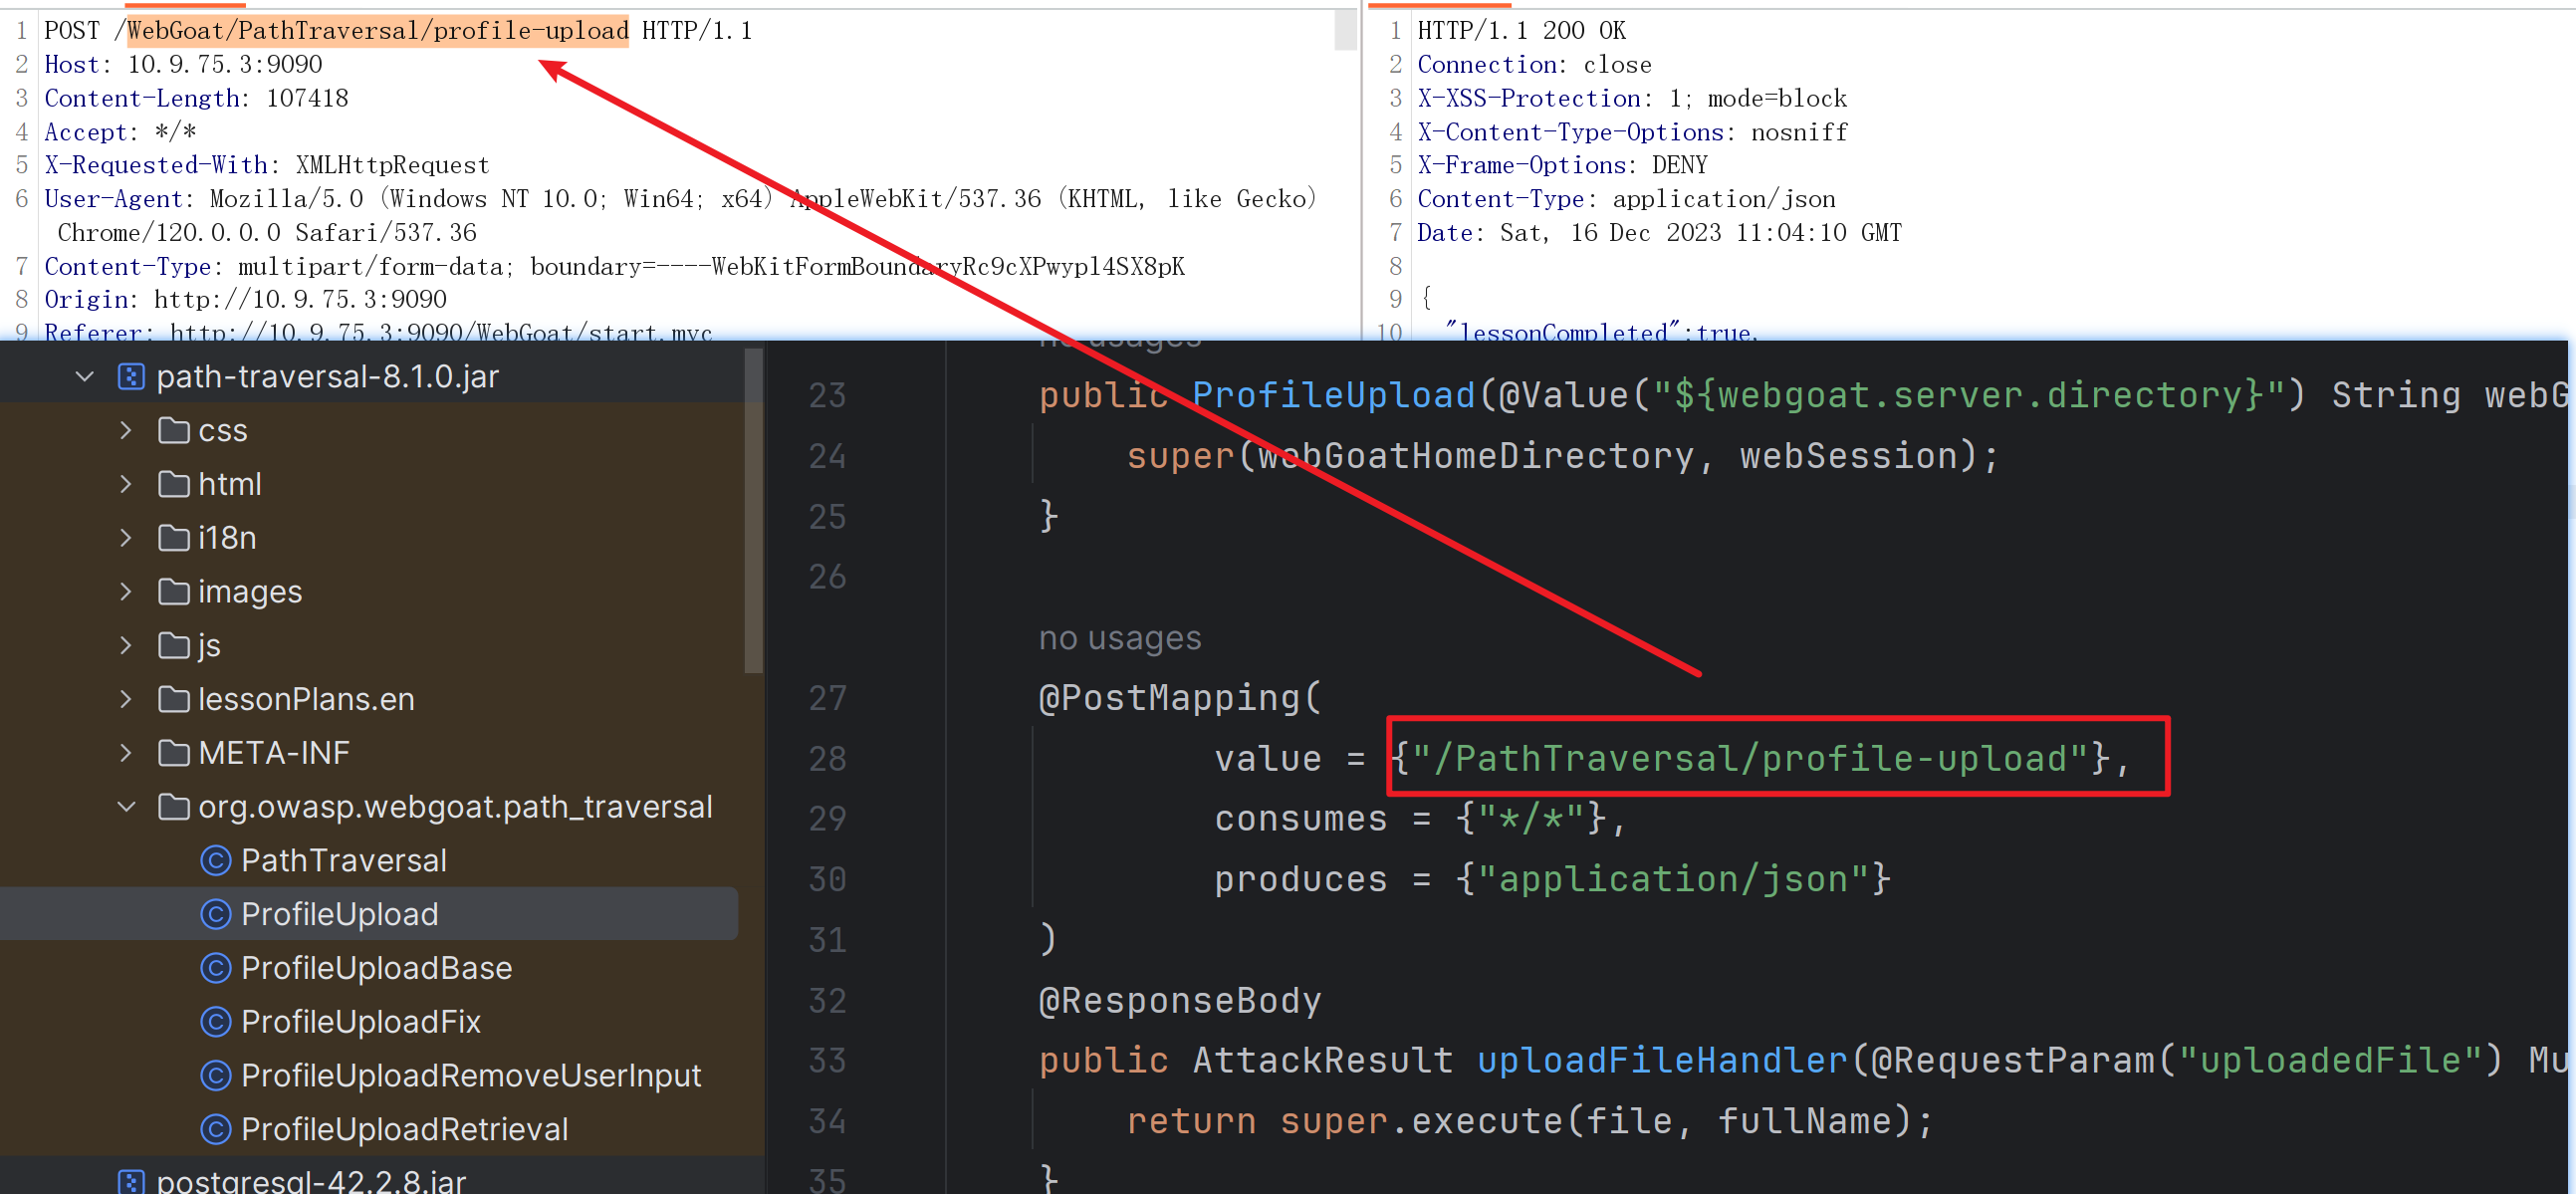 1 POST /WebGoat/PathTraversal/profile-upload HTTP/1.1
2 Host: 10.9.75.3:9090
3 Content-Length: 107418
4 Accept: */*
5 X-Requested-With: XMLHttpRequest
6 User-Agent: Mozilla/5.0 (Windows NT 10.0; Win64; x64) AppleWebKit/537.36 (KHTML, like Gecko)
Chrome/120.0.0.0 Safari/537.36
7 Content-Type: multipart/form-data; boundary=----WebKitFormBoundaryRc9cXPwypl4SX8pK
8 Origin: http://10.9.75.3:9090
9 Referer: http://10.9.75.3:9090/WebGoat/start.mvc
1 HTTP/1.1 200 OK
2 Connection: close
3 X-XSS-Protection: 1; mode=block
4 X-Content-Type-Options: nosniff
5 X-Frame-Options: DENY
6 Content-Type: application/json
7 Date: Sat, 16 Dec 2023 11:04:10 GMT
8
9 {
10 "lessonCompleted":true,
path-traversal-8.1.0.jar
css
html
i18n
images
js
lessonPlans.en
META-INF
org.owasp.webgoat.path_traversal
PathTraversal
ProfileUpload
ProfileUploadBase
ProfileUploadFix
ProfileUploadRemoveUserInput
ProfileUploadRetrieval
postgresql-42.2.8.jar
no usages
23 public ProfileUpload(@Value("${webgoat.server.directory}") String webG
24 super(webGoatHomeDirectory, webSession);
25 }
26
no usages
27 @PostMapping(
28 value = {"/PathTraversal/profile-upload"},
29 consumes = {"*/*"},
30 produces = {"application/json"}
31 )
32 @ResponseBody
33 public AttackResult uploadFileHandler(@RequestParam("uploadedFile") Mu
34 return super.execute(file, fullName);
35 }